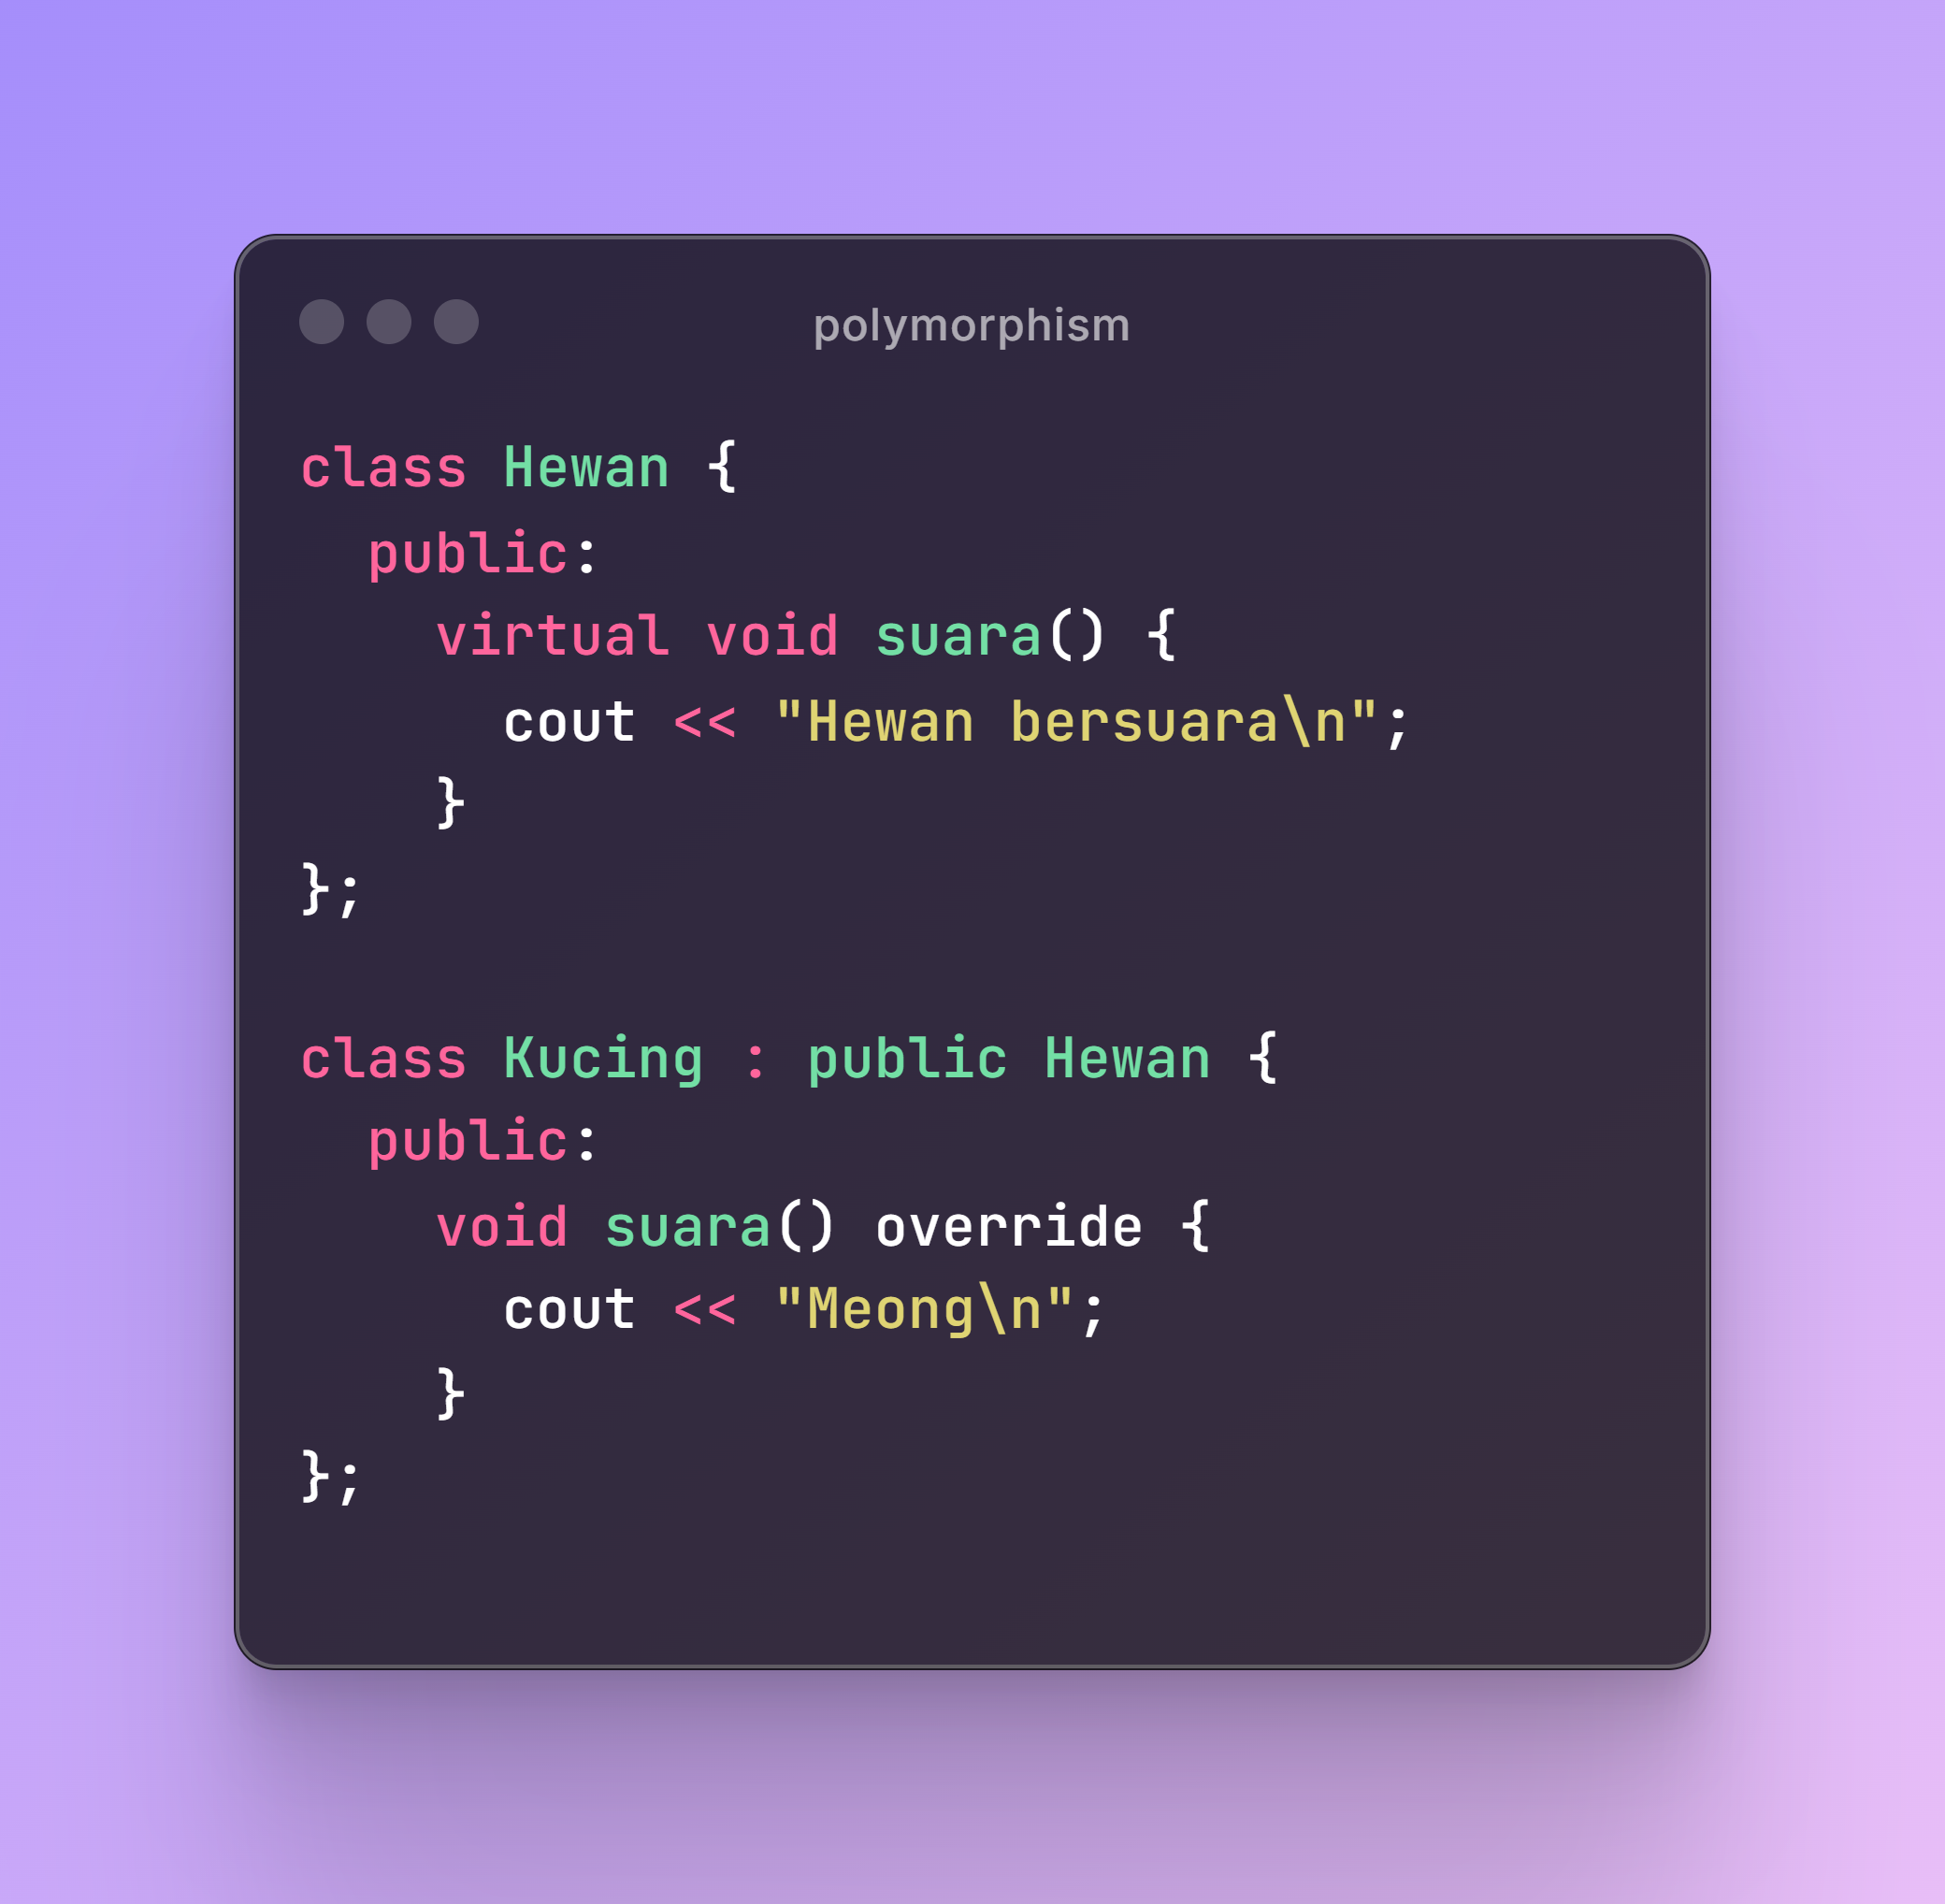 polymorphism
class Hewan {
  public:
    virtual void suara() {
      cout << "Hewan bersuara\n";
    }
};

class Kucing : public Hewan {
  public:
    void suara() override {
      cout << "Meong\n";
    }
};